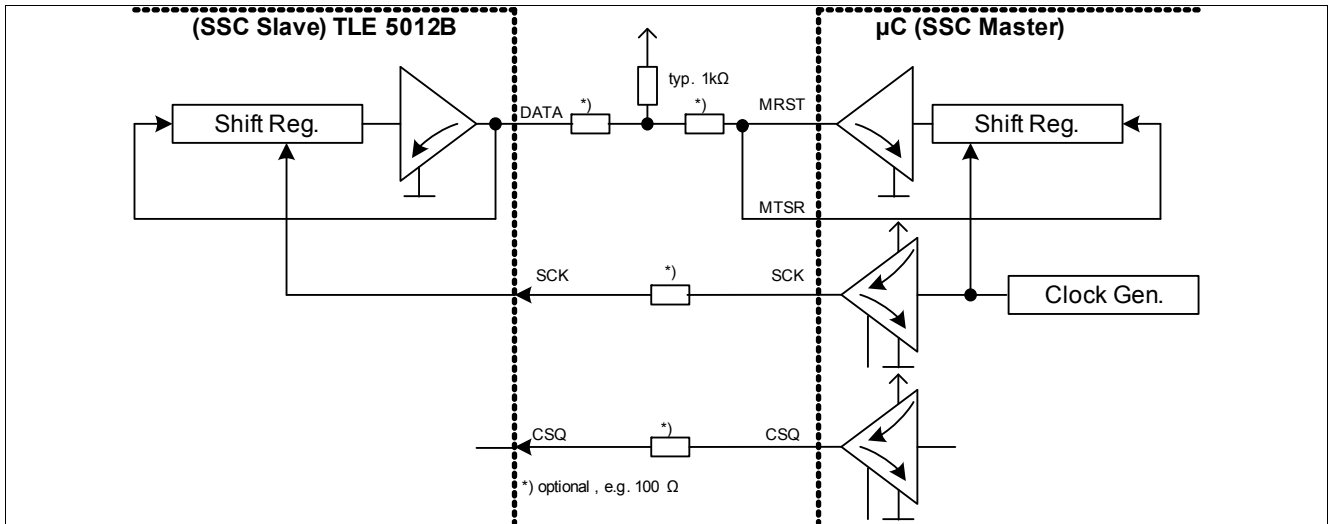 (SSC Slave) TLE 5012B
µC (SSC Master)
typ. 1kΩ
DATA
*)
*)
MRST
Shift Reg.
Shift Reg.
MTSR
SCK
*)
SCK
Clock Gen.
CSQ
*)
CSQ
*) optional , e.g. 100 Ω